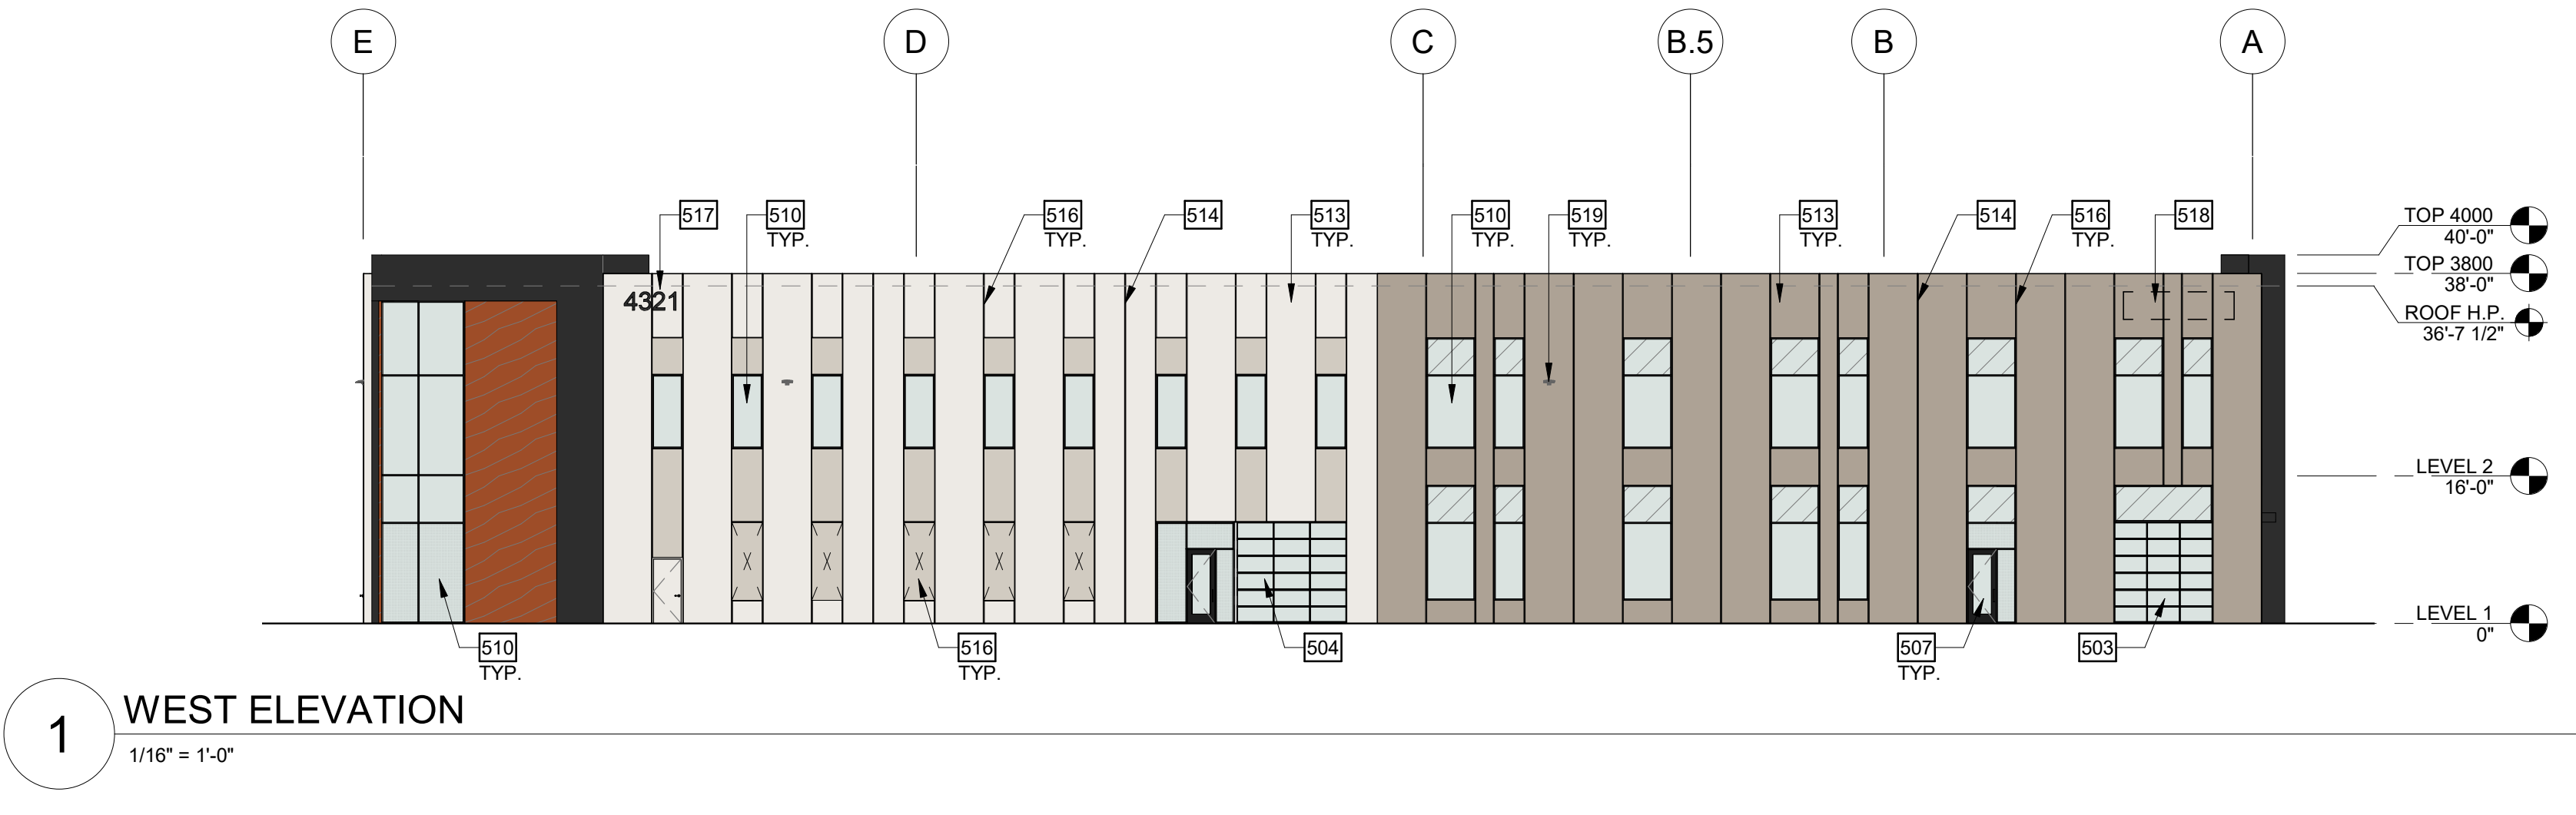 E D C B.5 B A
517 510 516 514 513 510 519 513 514 516 518
TYP. TYP. TYP. TYP. TYP. TYP. TYP.
TOP 4000
40'-0"
TOP 3800
38'-0"
ROOF H.P.
36'-7 1/2"
4321
LEVEL 2
16'-0"
LEVEL 1
0"
510 516 504 507 503
TYP. TYP. TYP.
1 WEST ELEVATION
1/16" = 1'-0"